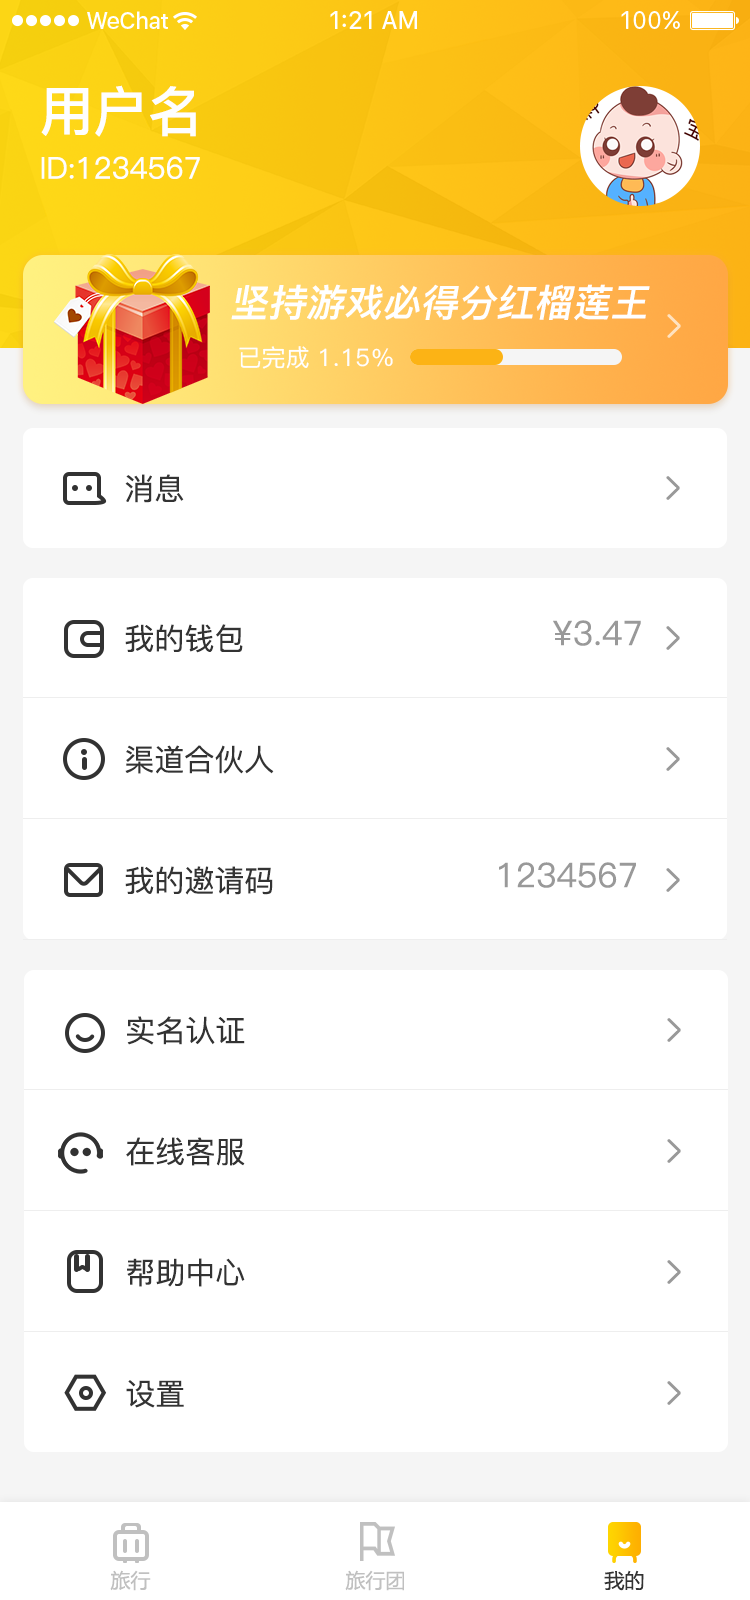 WeChat 1:21 AM 100%
用户名
ID:1234567
坚持游戏必得分红榴莲王
已完成 1.15%
消息
我的钱包 ¥3.47
渠道合伙人
我的邀请码 1234567
实名认证
在线客服
帮助中心
设置
旅行 旅行团 我的